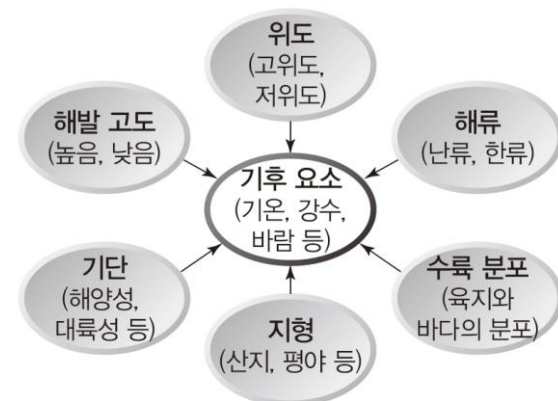 위도
(고위도,
저위도)
해발 고도
(높음, 낮음)
해류
(난류, 한류)
기후 요소
(기온, 강수,
바람 등)
기단
(해양성,
대륙성 등)
수륙 분포
(육지와
바다의 분포)
지형
(산지, 평야 등)